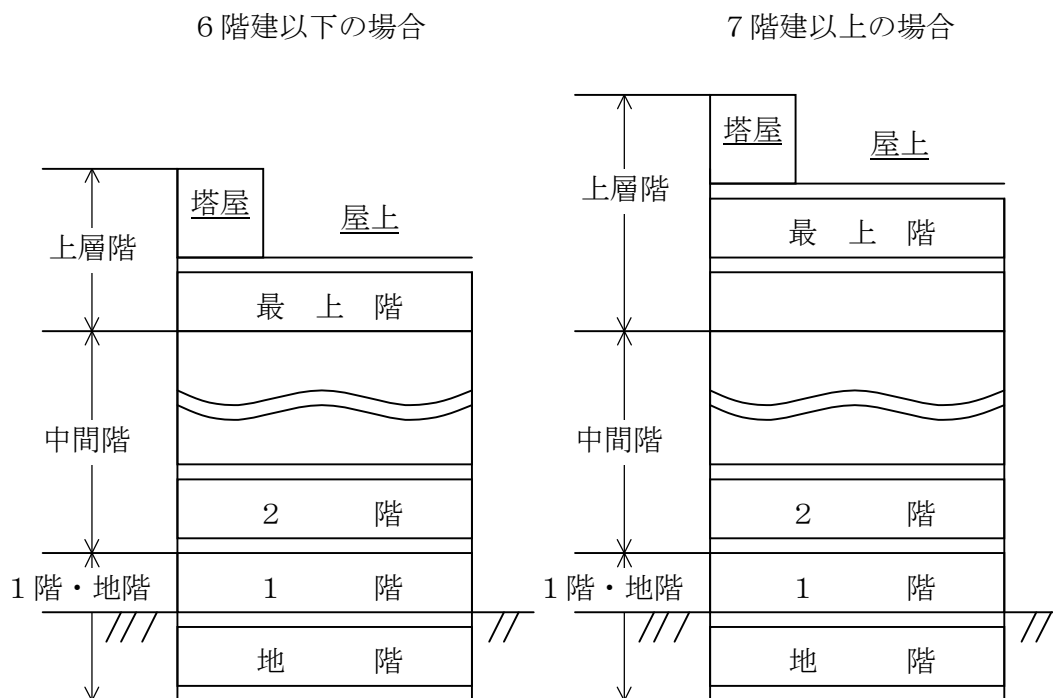 6階建以下の場合
塔屋
屋上
上層階
最 上 階
中間階
2 階
1階・地階
1 階
地 階
7階建以上の場合
塔屋
屋上
上層階
最 上 階
中間階
2 階
1階・地階
1 階
地 階